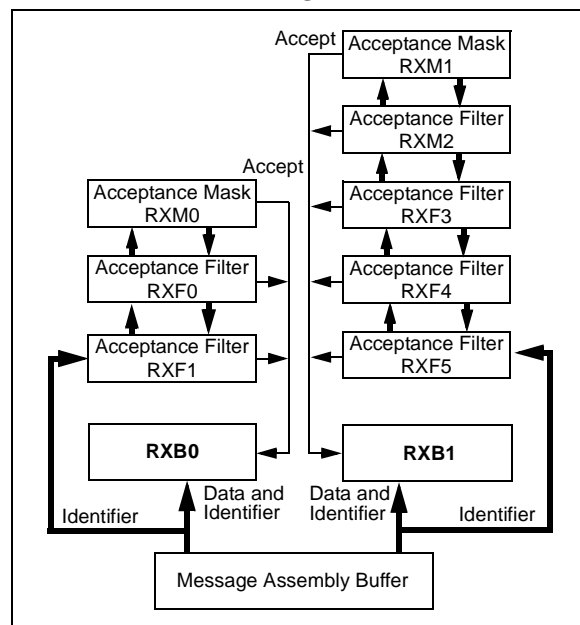 Accept
Acceptance Mask
RXM1
Acceptance Filter
RXM2
Accept
Acceptance Mask
RXM0
Acceptance Filter
RXF3
Acceptance Filter
RXF0
Acceptance Filter
RXF4
Acceptance Filter
RXF1
Acceptance Filter
RXF5
RXB0
RXB1
Identifier
Data and
Identifier
Data and
Identifier
Identifier
Message Assembly Buffer